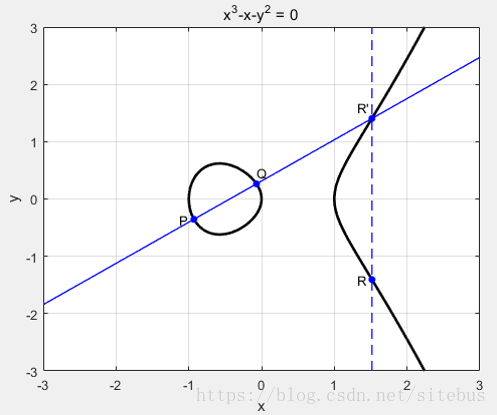 x³-x-y² = 0
3
2
1
0
-1
-2
-3
y
R'
Q
P
R
-3
-2
-1
0
1
2
3
x
https://blog.csdn.net/sitebus